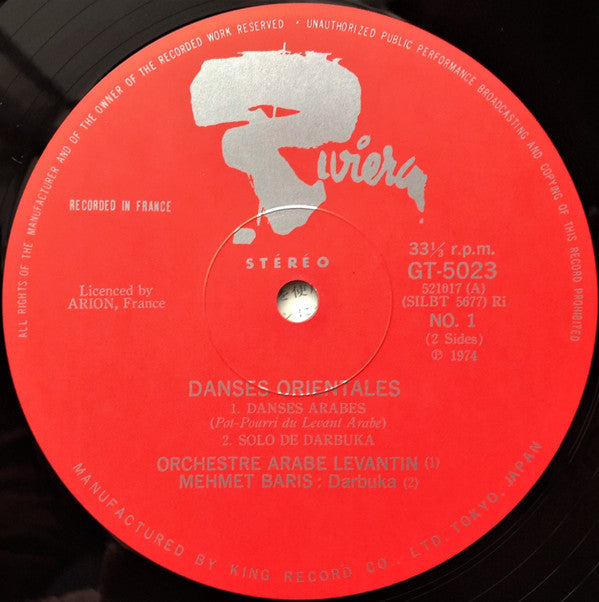 ALL RIGHTS OF THE MANUFACTURER AND OF THE OWNER OF THE RECORDED WORK RESERVED • UNAUTHORIZED PUBLIC PERFORMANCE BROADCASTING AND COPYING OF THIS RECORD PROHIBITED
Riviera
RECORDED IN FRANCE
STÉRÉO
33⅓ r.p.m.
GT-5023
521017 (A)
(SILBT 5677) Ri
Licenced by
ARION, France
NO. 1
(2 Sides)
℗ 1974
DANSES ORIENTALES
1. DANSES ARABES
(Pot-Pourri du Levant Arabe)
2. SOLO DE DARBUKA
ORCHESTRE ARABE LEVANTIN (1)
MEHMET BARIS : Darbuka (2)
MANUFACTURED BY KING RECORD CO., LTD. TOKYO, JAPAN